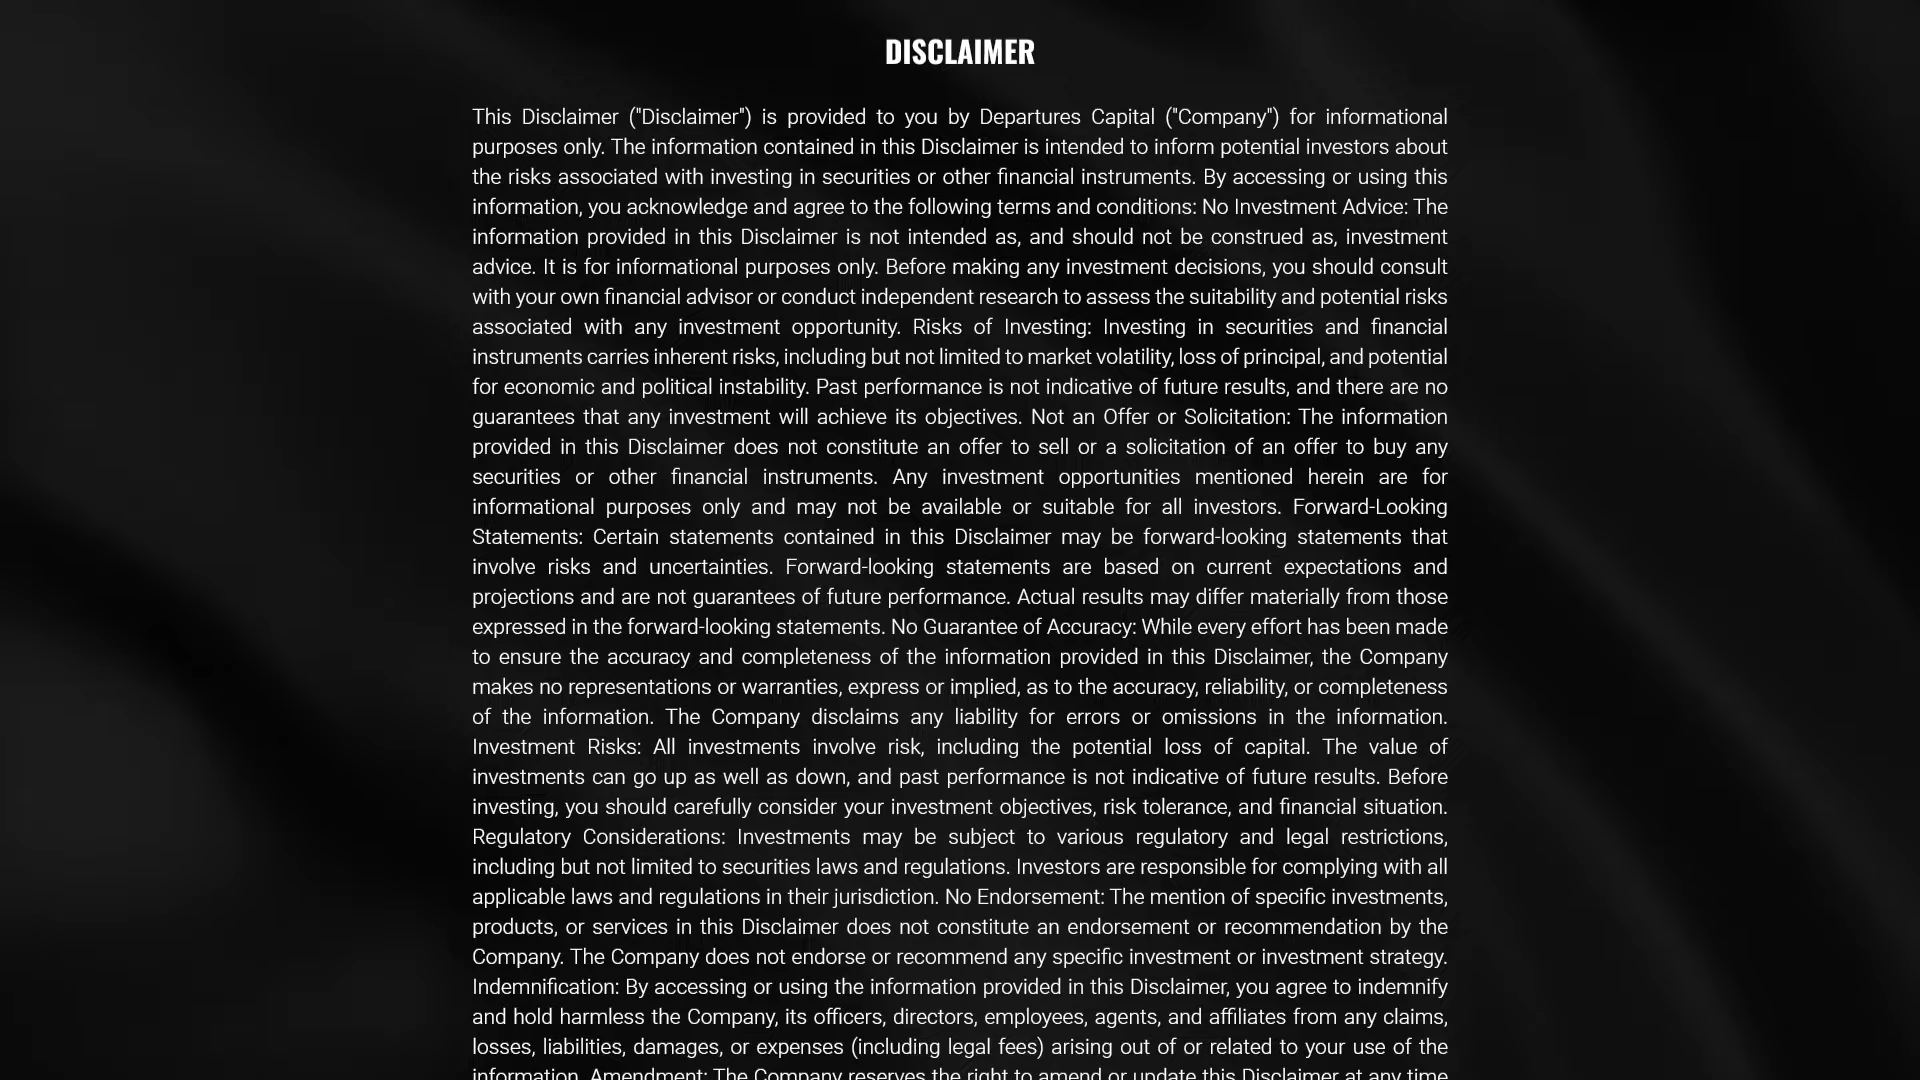 DISCLAIMER
This Disclaimer ("Disclaimer") is provided to you by Departures Capital ("Company") for informational
purposes only. The information contained in this Disclaimer is intended to inform potential investors about
the risks associated with investing in securities or other financial instruments. By accessing or using this
information, you acknowledge and agree to the following terms and conditions: No Investment Advice: The
information provided in this Disclaimer is not intended as, and should not be construed as, investment
advice. It is for informational purposes only. Before making any investment decisions, you should consult
with your own financial advisor or conduct independent research to assess the suitability and potential risks
associated with any investment opportunity. Risks of Investing: Investing in securities and financial
instruments carries inherent risks, including but not limited to market volatility, loss of principal, and potential
for economic and political instability. Past performance is not indicative of future results, and there are no
guarantees that any investment will achieve its objectives. Not an Offer or Solicitation: The information
provided in this Disclaimer does not constitute an offer to sell or a solicitation of an offer to buy any
securities or other financial instruments. Any investment opportunities mentioned herein are for
informational purposes only and may not be available or suitable for all investors. Forward-Looking
Statements: Certain statements contained in this Disclaimer may be forward-looking statements that
involve risks and uncertainties. Forward-looking statements are based on current expectations and
projections and are not guarantees of future performance. Actual results may differ materially from those
expressed in the forward-looking statements. No Guarantee of Accuracy: While every effort has been made
to ensure the accuracy and completeness of the information provided in this Disclaimer, the Company
makes no representations or warranties, express or implied, as to the accuracy, reliability, or completeness
of the information. The Company disclaims any liability for errors or omissions in the information.
Investment Risks: All investments involve risk, including the potential loss of capital. The value of
investments can go up as well as down, and past performance is not indicative of future results. Before
investing, you should carefully consider your investment objectives, risk tolerance, and financial situation.
Regulatory Considerations: Investments may be subject to various regulatory and legal restrictions,
including but not limited to securities laws and regulations. Investors are responsible for complying with all
applicable laws and regulations in their jurisdiction. No Endorsement: The mention of specific investments,
products, or services in this Disclaimer does not constitute an endorsement or recommendation by the
Company. The Company does not endorse or recommend any specific investment or investment strategy.
Indemnification: By accessing or using the information provided in this Disclaimer, you agree to indemnify
and hold harmless the Company, its officers, directors, employees, agents, and affiliates from any claims,
losses, liabilities, damages, or expenses (including legal fees) arising out of or related to your use of the
information. Amendment: The Company reserves the right to amend or update this Disclaimer at any time